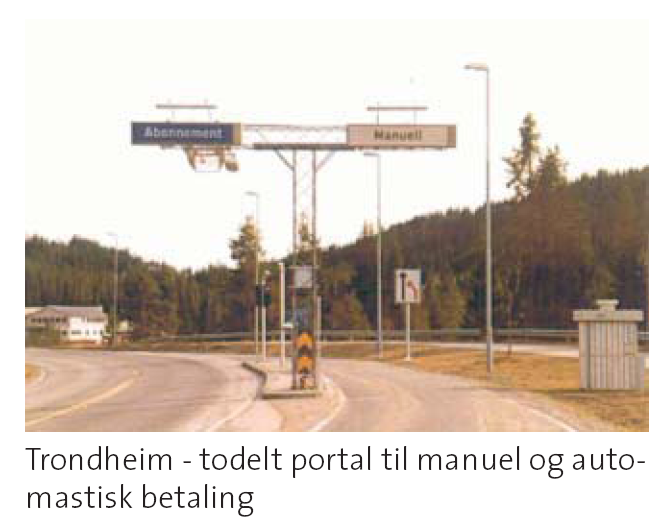 Abonnement
Manuell
Trondheim - todelt portal til manuel og auto-
mastisk betaling